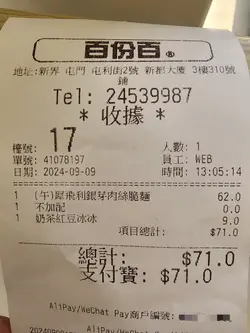 百份百®
地址:新界 屯門 屯利街2號 新都大廈 3樓310號
鋪
Tel: 24539987
* 收據 *
檯號: 17 人數: 1
單號: 41078197 員工: WEB
日期: 2024-09-09 時間: 13:05:14
1 (午)犀飛利銀芽肉絲脆麵 62.0
1 不加配 0.0
1 奶茶紅豆冰冰 9.0
項目總計: $71.0
總計: $71.0
支付寶: $71.0
AliPay/WeChat Pay商戶編號:
AliPay/WeChat Pay